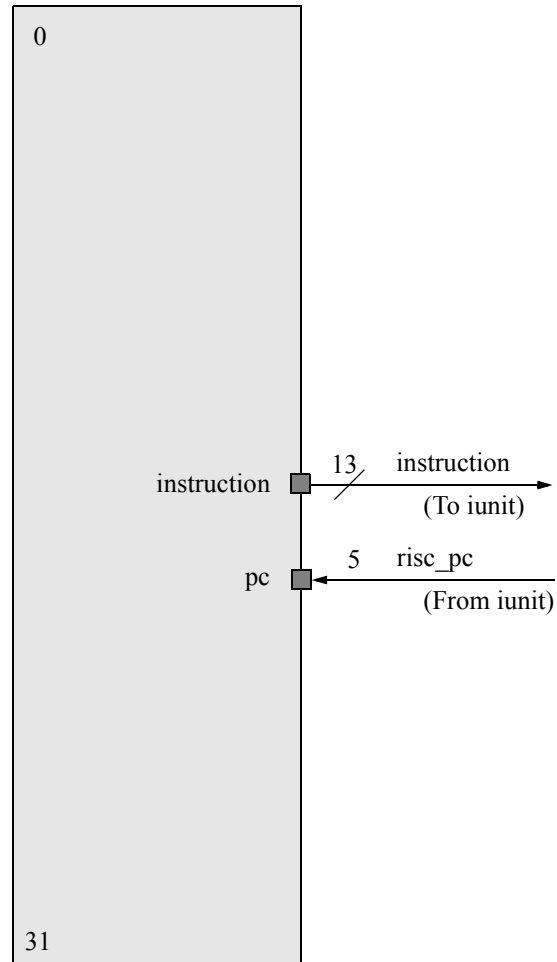 0
13 instruction
instruction
(To iunit)
5 risc_pc
pc
(From iunit)
31